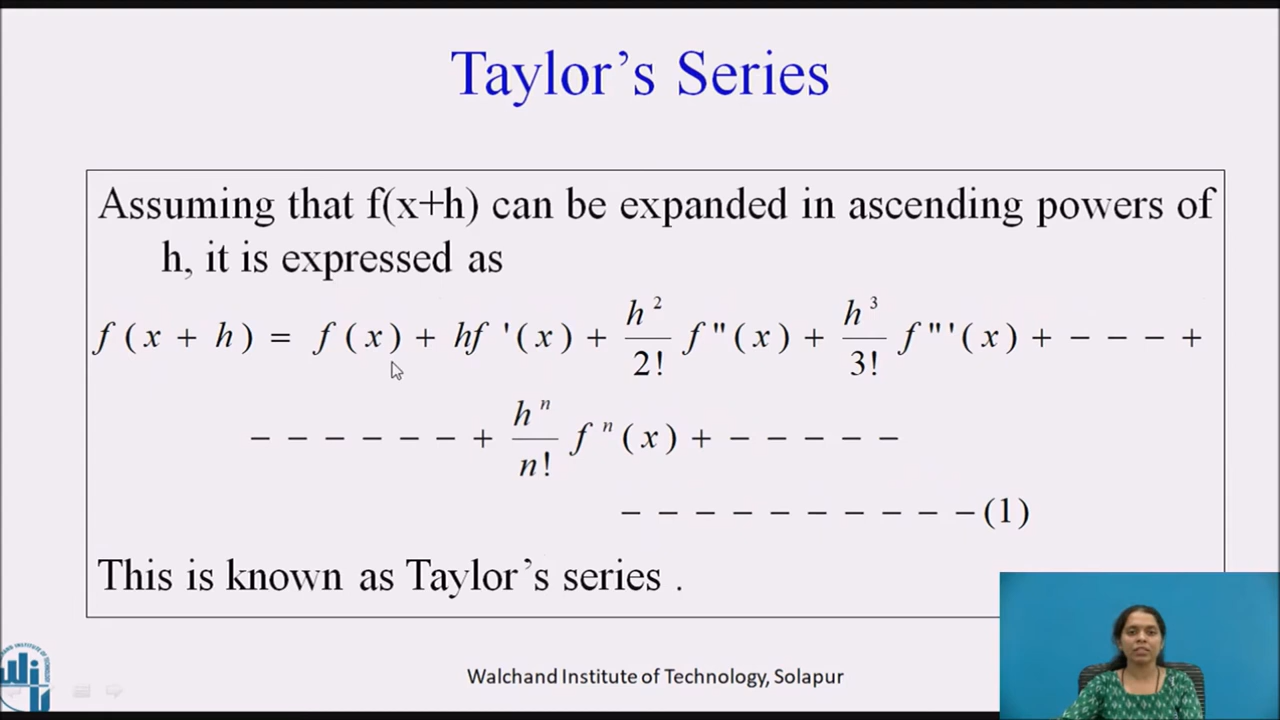 Taylor’s Series
Assuming that f(x+h) can be expanded in ascending powers of
h, it is expressed as
f ( x + h ) = f ( x ) + hf '( x ) + h²/2! f "( x ) + h³/3! f "'( x ) + − − − +
− − − − − − + hⁿ/n! f ⁿ( x ) + − − − − −
− − − − − − − − − − (1)
This is known as Taylor’s series .
Walchand Institute of Technology, Solapur